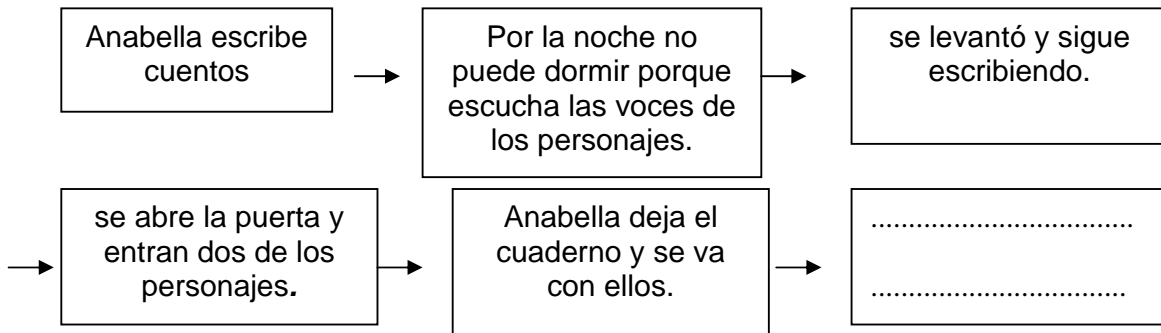 Anabella escribe
cuentos
Por la noche no
puede dormir porque
escucha las voces de
los personajes.
se levantó y sigue
escribiendo.
se abre la puerta y
entran dos de los
personajes.
Anabella deja el
cuaderno y se va
con ellos.
.................................
................................